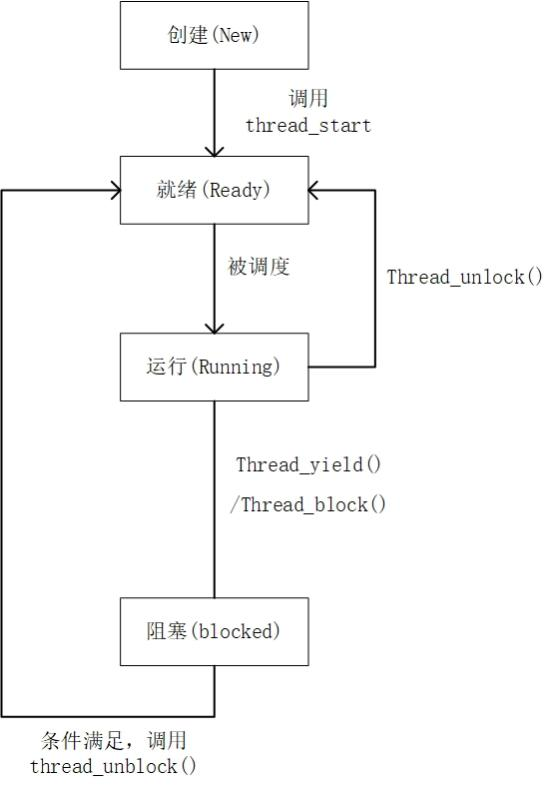 创建(New)
调用
thread_start
就绪(Ready)
被调度
Thread_unlock()
运行(Running)
Thread_yield()
/Thread_block()
阻塞(blocked)
条件满足，调用
thread_unblock()